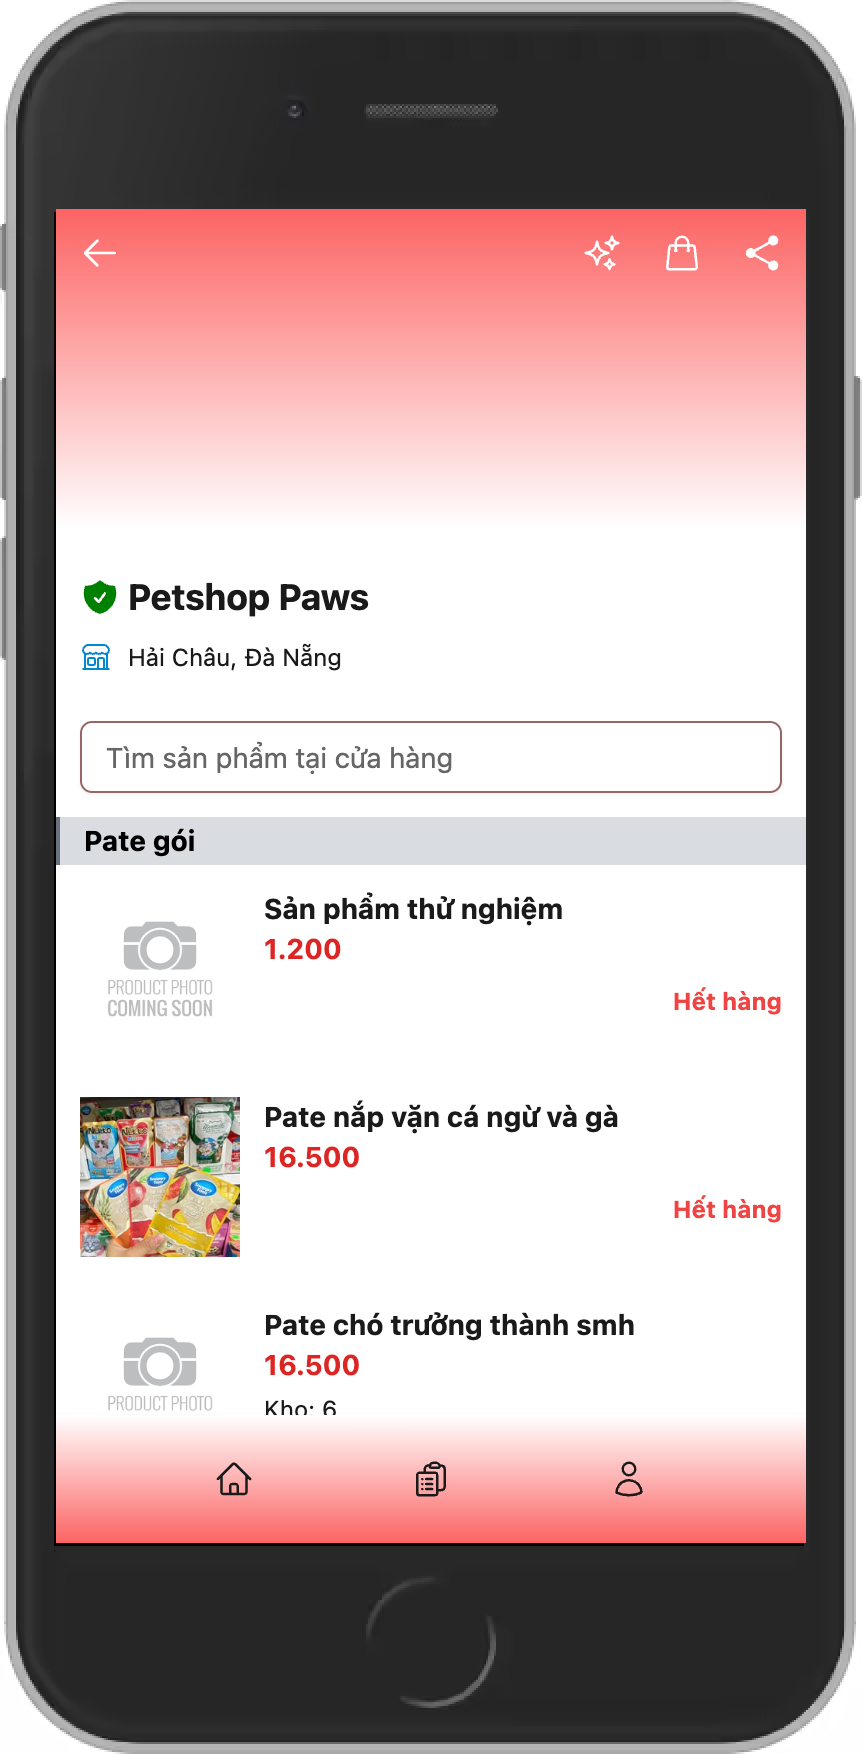 Petshop Paws
Hải Châu, Đà Nẵng
Tìm sản phẩm tại cửa hàng
Pate gói
Sản phẩm thử nghiệm
1.200
PRODUCT PHOTO
COMING SOON
Hết hàng
Pate nắp vặn cá ngừ và gà
16.500
Hết hàng
Pate chó trưởng thành smh
16.500
PRODUCT PHOTO
Kho: 6